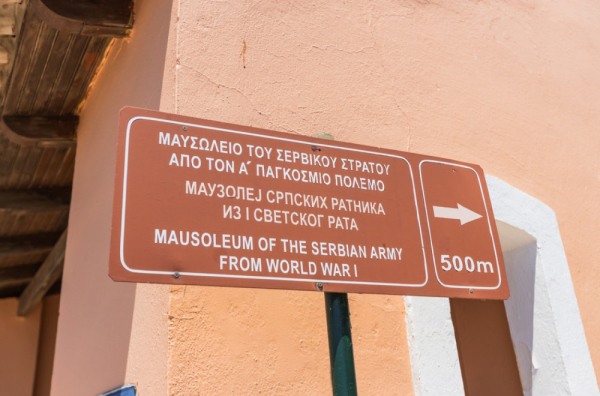 ΜΑΥΣΩΛΕΙΟ ΤΟΥ ΣΕΡΒΙΚΟΥ ΣΤΡΑΤΟΥ
ΑΠΟ ΤΟΝ Α΄ ΠΑΓΚΟΣΜΙΟ ΠΟΛΕΜΟ
МАУЗОЛЕЈ СРПСКИХ РАТНИКА
ИЗ I СВЕТСКОГ РАТА
MAUSOLEUM OF THE SERBIAN ARMY
FROM WORLD WAR I
500m